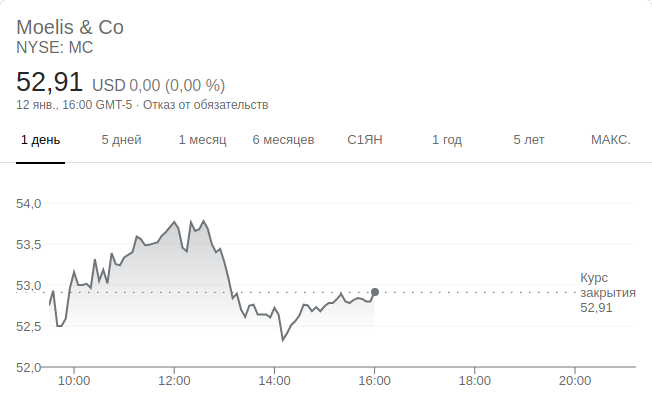 Moelis & Co
NYSE: MC
52,91 USD 0,00 (0,00 %)
12 янв., 16:00 GMT-5 · Отказ от обязательств
1 день 5 дней 1 месяц 6 месяцев С1ЯН 1 год 5 лет МАКС.
54,0
53,5
53,0
52,5
52,0
Курс
закрытия
52,91
10:00 12:00 14:00 16:00 18:00 20:00